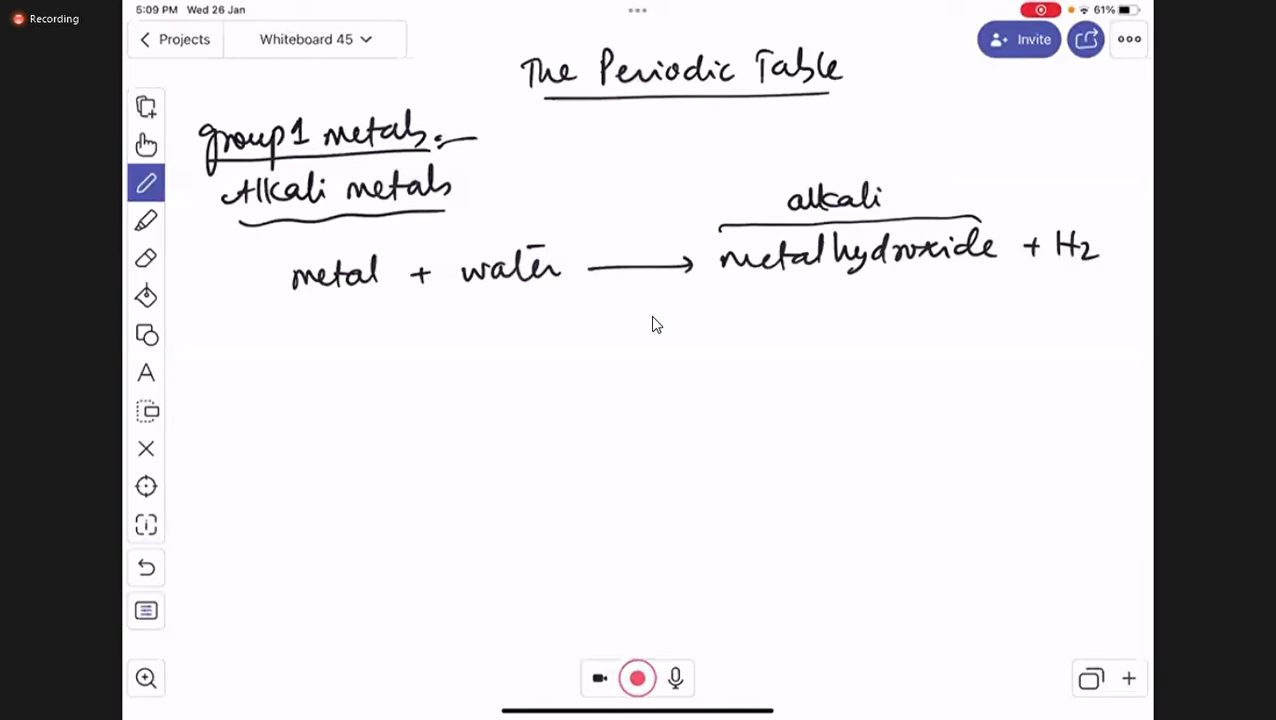 Recording
5:09 PM Wed 26 Jan
61%
Projects
Whiteboard 45
Invite
The Periodic Table
group 1 metals.
Alkali metals
alkali
metal + water → metal hydroxide + H2
A